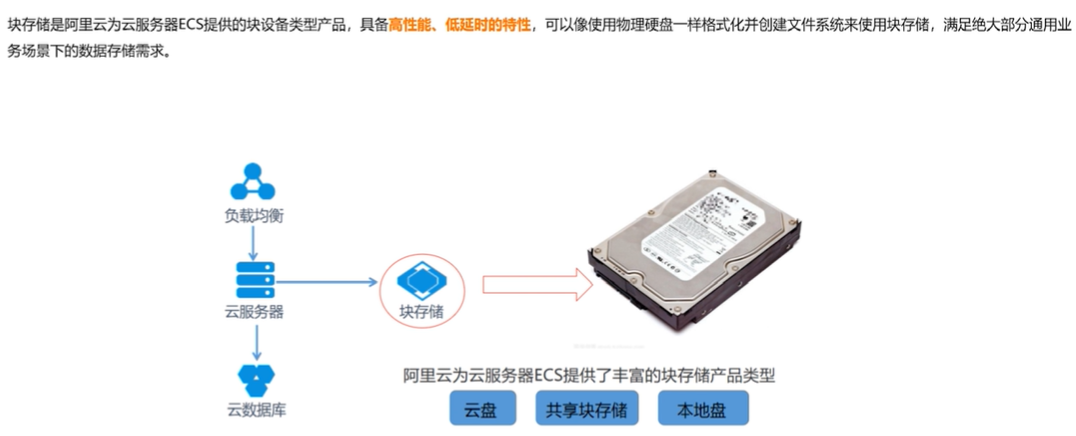 块存储是阿里云为云服务器ECS提供的块设备类型产品，具备高性能、低延时的特性，可以像使用物理硬盘一样格式化并创建文件系统来使用块存储，满足绝大部分通用业
务场景下的数据存储需求。
负载均衡
云服务器
块存储
云数据库
阿里云为云服务器ECS提供了丰富的块存储产品类型
云盘
共享块存储
本地盘